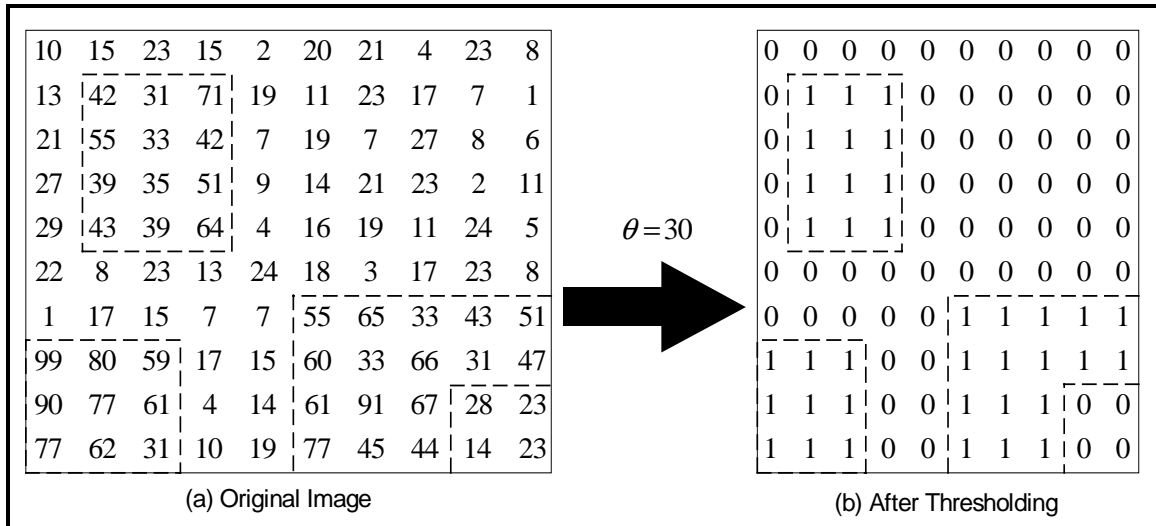 10 15 23 15 2 20 21 4 23 8
13 42 31 71 19 11 23 17 7 1
21 55 33 42 7 19 7 27 8 6
27 39 35 51 9 14 21 23 2 11
29 43 39 64 4 16 19 11 24 5
22 8 23 13 24 18 3 17 23 8
1 17 15 7 7 55 65 33 43 51
99 80 59 17 15 60 33 66 31 47
90 77 61 4 14 61 91 67 28 23
77 62 31 10 19 77 45 44 14 23
(a) Original Image
θ=30
0 0 0 0 0 0 0 0 0 0
0 1 1 1 0 0 0 0 0 0
0 1 1 1 0 0 0 0 0 0
0 1 1 1 0 0 0 0 0 0
0 1 1 1 0 0 0 0 0 0
0 0 0 0 0 0 0 0 0 0
0 0 0 0 0 1 1 1 1 1
1 1 1 0 0 1 1 1 1 1
1 1 1 0 0 1 1 1 0 0
1 1 1 0 0 1 1 1 0 0
(b) After Thresholding